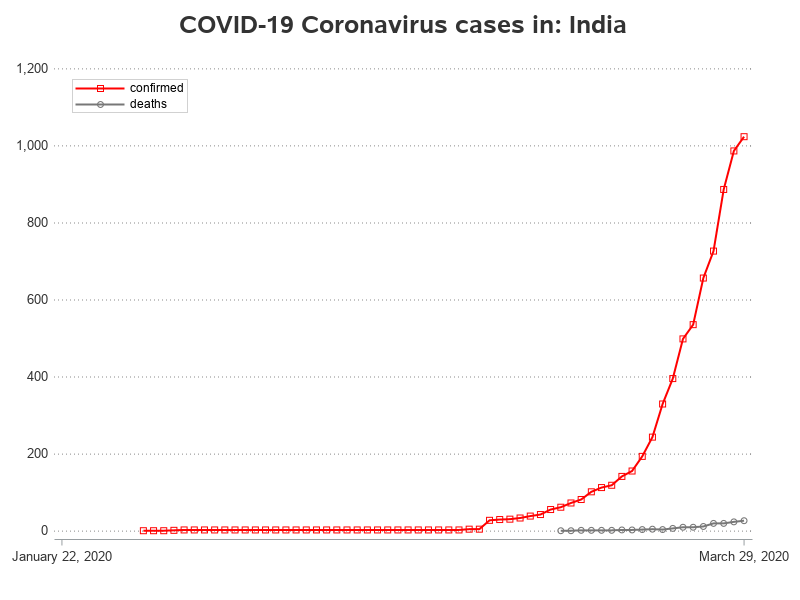 COVID-19 Coronavirus cases in: India
1,200
confirmed
deaths
1,000
800
600
400
200
0
January 22, 2020
March 29, 2020